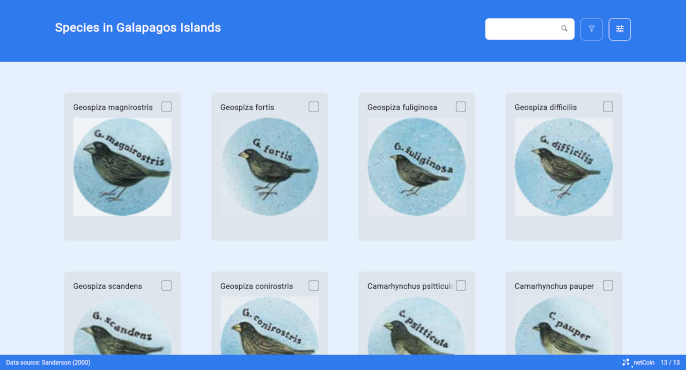 Species in Galapagos Islands
Geospiza magnirostris
Geospiza fortis
Geospiza fuliginosa
Geospiza difficilis
G. magnirostris
G. fortis
G. fuliginosa
G. difficilis
Geospiza scandens
Geospiza conirostris
Camarhynchus psitticul
Camarhynchus pauper
G. scandens
G. conirostris
C. psitticula
C. pauper
Data source: Sanderson (2000)
netCoin 13 / 13